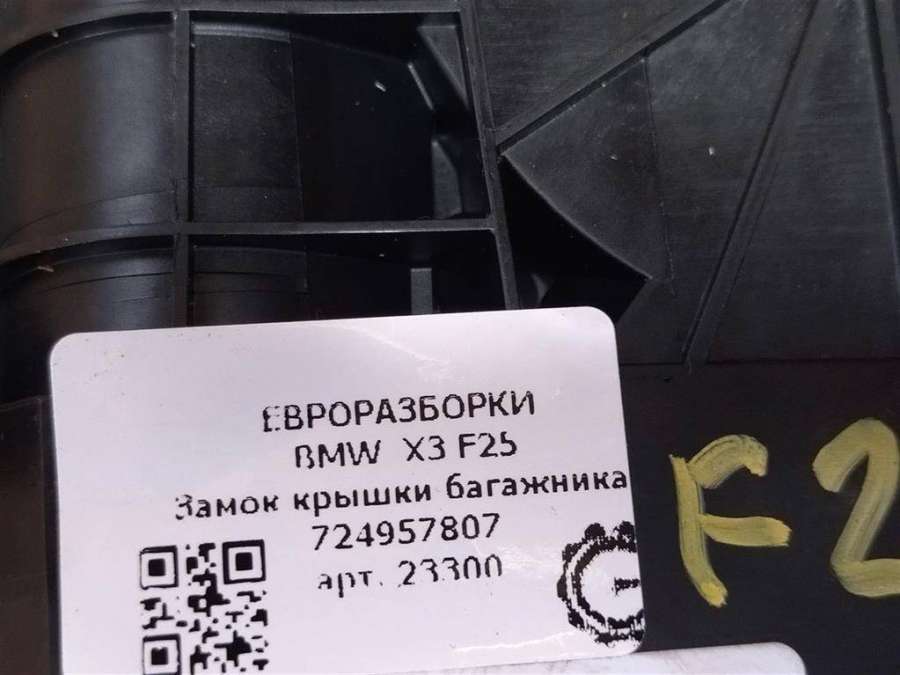 ЕВРОРАЗБОРКИ
BMW X3 F25
Замок крышки багажника
724957807
арт. 23300
F2